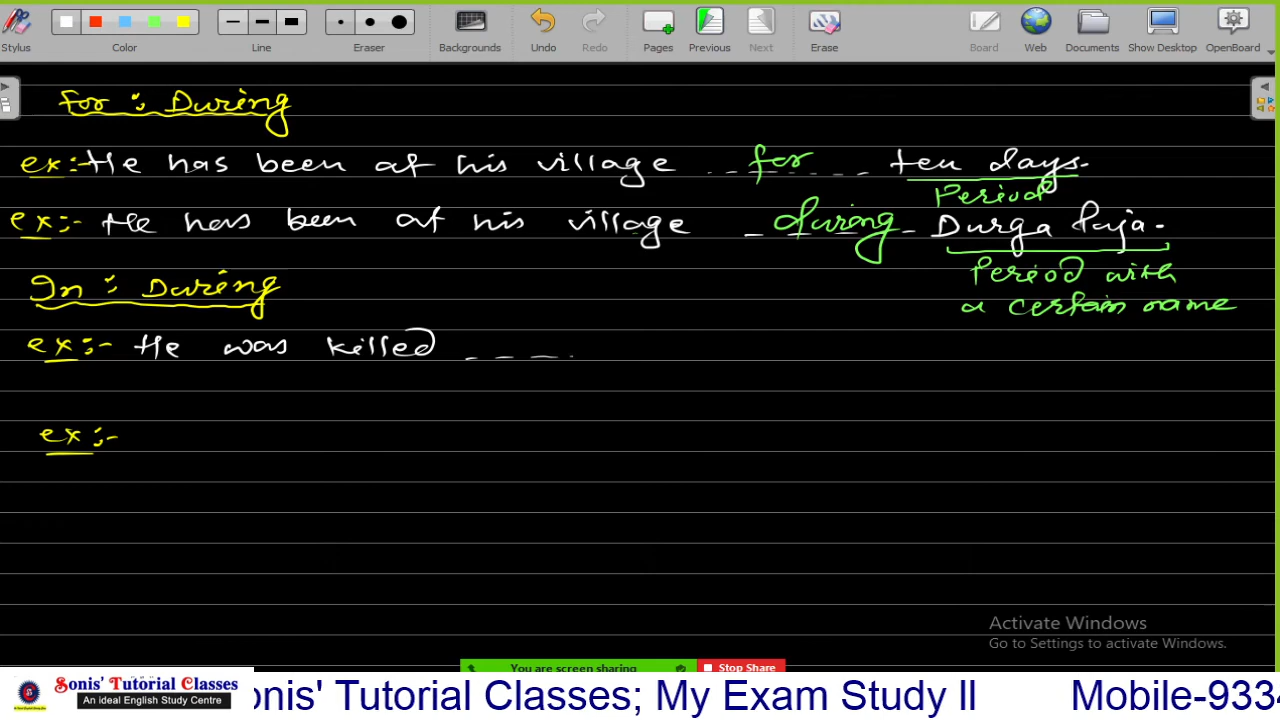 Stylus
Color
Line
Eraser
Backgrounds
Undo
Redo
Pages
Previous
Next
Erase
Board
Web
Documents
Show Desktop
OpenBoard
For : During
ex:- He has been at his village ........ for ........ ten days.
Period
ex:- He has been at his village _ during _ Durga Puja.
Period with
a certain name
In : During
ex:- He was killed _ _ _ _
ex:-
Activate Windows
Go to Settings to activate Windows.
You are screen sharing
Stop Share
Sonis' Tutorial Classes
An ideal English Study Centre
onis' Tutorial Classes; My Exam Study ll Mobile-9334